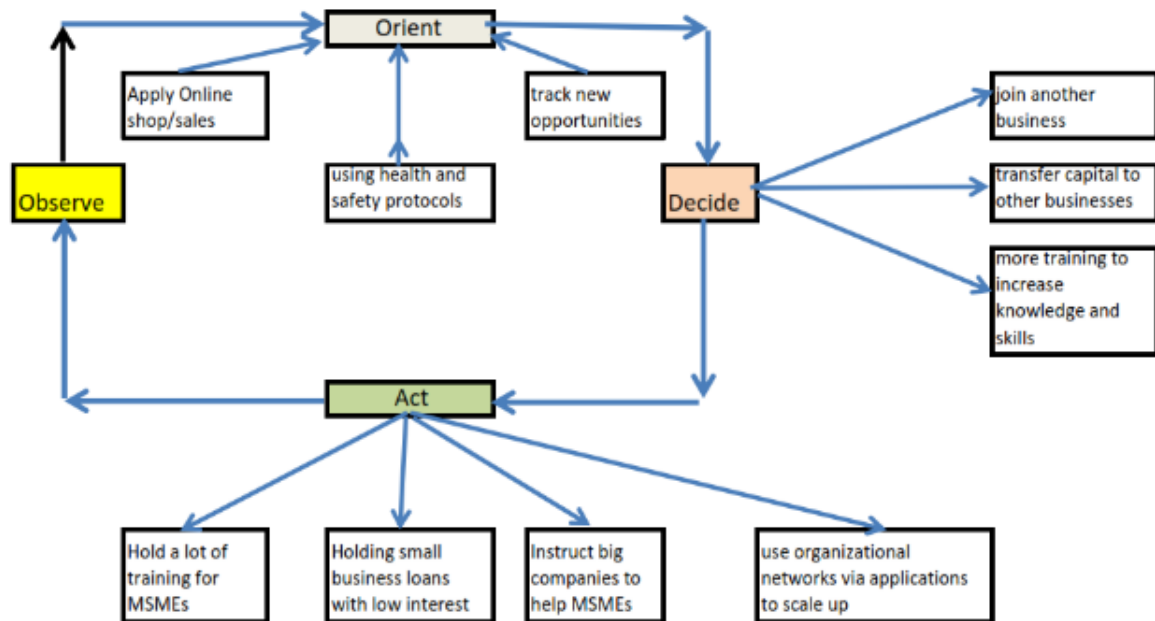 Orient
Apply Online
shop/sales
track new
opportunities
join another
business
using health and
safety protocols
Observe
Decide
transfer capital to
other businesses
more training to
increase
knowledge and
skills
Act
Hold a lot of
training for
MSMEs
Holding small
business loans
with low interest
Instruct big
companies to
help MSMEs
use organizational
networks via applications
to scale up